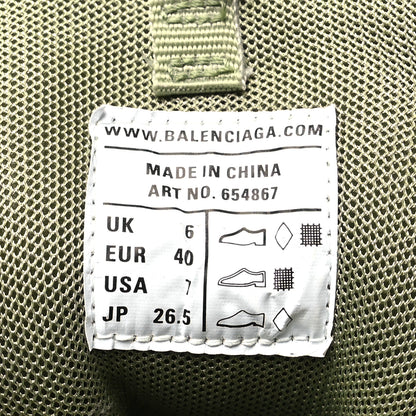 WWW.BALENCIAGA.COM
MADE IN CHINA
ART NO. 654867
UK 6
EUR 40
USA 7
JP 26.5